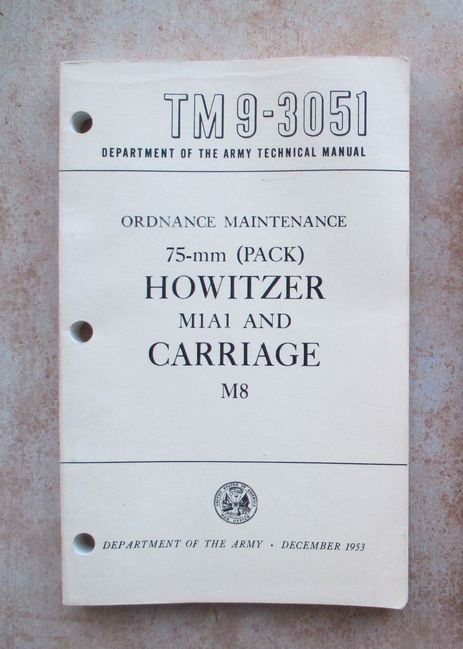 TM 9-3051
DEPARTMENT OF THE ARMY TECHNICAL MANUAL
ORDNANCE MAINTENANCE
75-mm (PACK)
HOWITZER
M1A1 AND
CARRIAGE
M8
DEPARTMENT OF THE ARMY • DECEMBER 1953